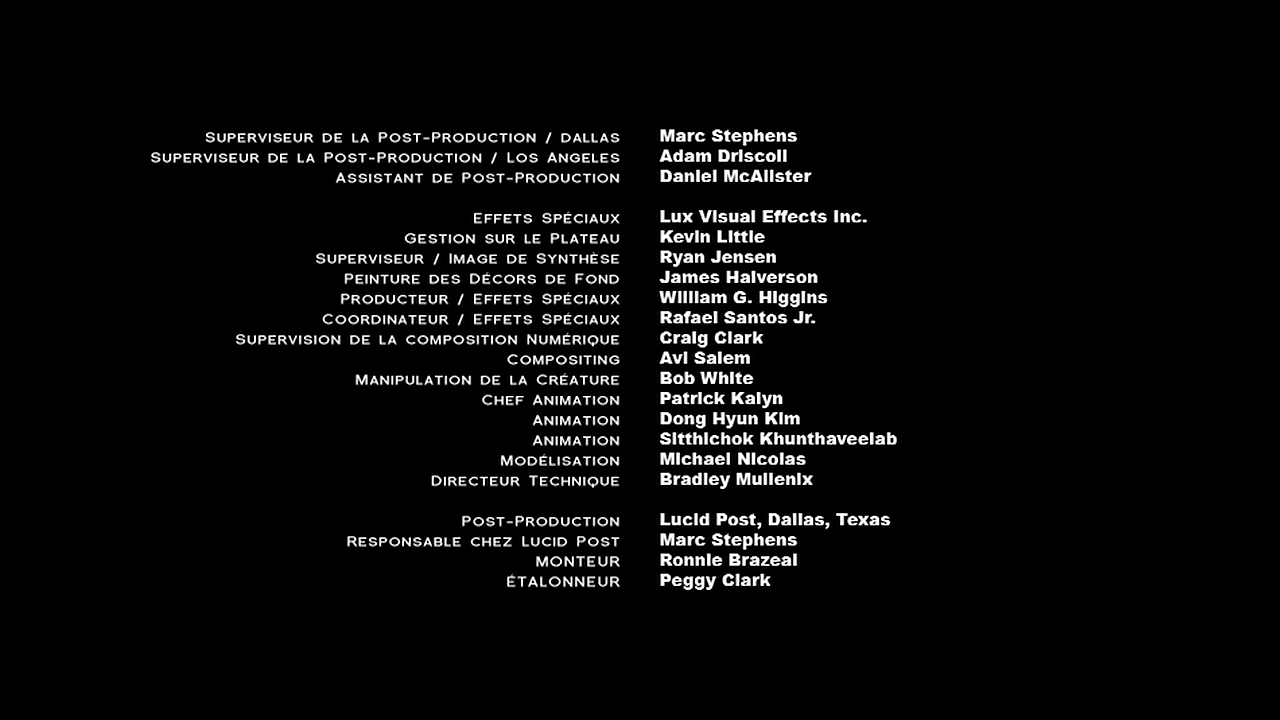 Superviseur de la Post-Production / dallas Marc Stephens
Superviseur de la Post-Production / Los Angeles Adam Driscoll
Assistant de Post-Production Daniel McAlister
Effets Spéciaux Lux Visual Effects Inc.
Gestion sur le Plateau Kevin Little
Superviseur / Image de Synthèse Ryan Jensen
Peinture des Décors de Fond James Halverson
Producteur / Effets Spéciaux William G. Higgins
Coordinateur / Effets Spéciaux Rafael Santos Jr.
Supervision de la composition Numérique Craig Clark
Compositing Avi Salem
Manipulation de la Créature Bob White
Chef Animation Patrick Kalyn
Animation Dong Hyun Kim
Animation Sitthichok Khunthaveelab
Modélisation Michael Nicolas
Directeur Technique Bradley Mullenix
Post-Production Lucid Post, Dallas, Texas
Responsable chez Lucid Post Marc Stephens
Monteur Ronnie Brazeal
Étalonneur Peggy Clark